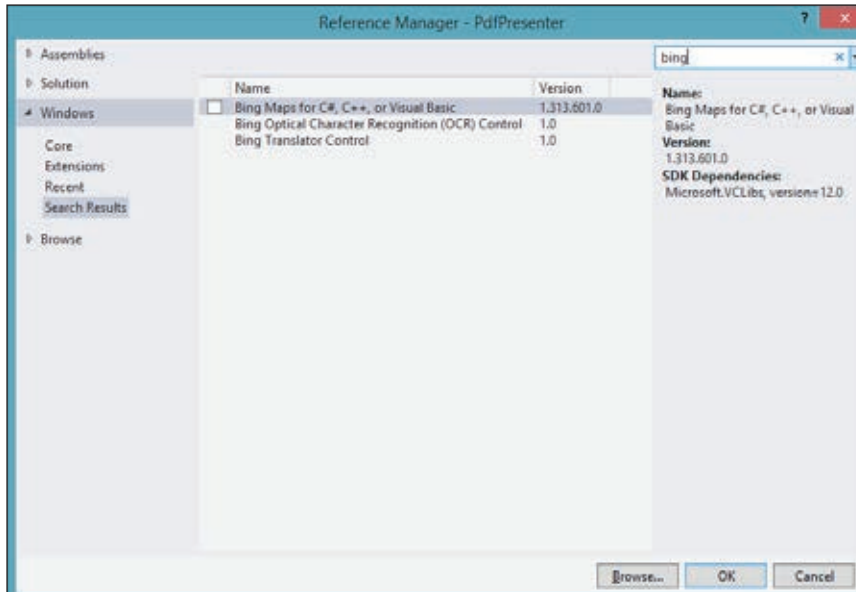 Reference Manager - PdfPresenter
?
Assemblies
Solution
Windows
Core
Extensions
Recent
Search Results
Browse
Name Version
Bing Maps for C#, C++, or Visual Basic 1.313.601.0
Bing Optical Character Recognition (OCR) Control 1.0
Bing Translator Control 1.0
bing
Name:
Bing Maps for C#, C++, or Visual
Basic
Version:
1.313.601.0
SDK Dependencies:
Microsoft.VCLibs, version=12.0
Browse...
OK
Cancel